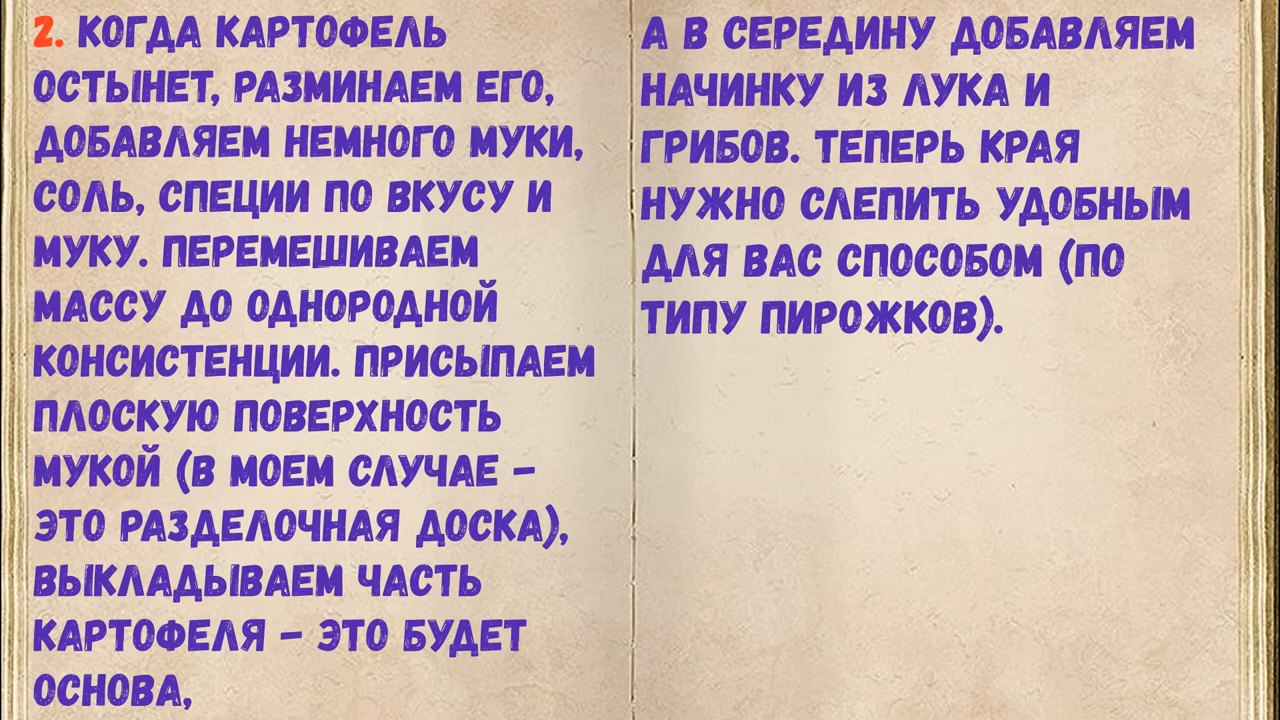 2. КОГДА КАРТОФЕЛЬ
ОСТЫНЕТ, РАЗМИНАЕМ ЕГО,
ДОБАВЛЯЕМ НЕМНОГО МУКИ,
СОЛЬ, СПЕЦИИ ПО ВКУСУ И
МУКУ. ПЕРЕМЕШИВАЕМ
МАССУ ДО ОДНОРОДНОЙ
КОНСИСТЕНЦИИ. ПРИСЫПАЕМ
ПЛОСКУЮ ПОВЕРХНОСТЬ
МУКОЙ (В МОЕМ СЛУЧАЕ -
ЭТО РАЗДЕЛОЧНАЯ ДОСКА),
ВЫКЛАДЫВАЕМ ЧАСТЬ
КАРТОФЕЛЯ - ЭТО БУДЕТ
ОСНОВА,
А В СЕРЕДИНУ ДОБАВЛЯЕМ
НАЧИНКУ ИЗ ЛУКА И
ГРИБОВ. ТЕПЕРЬ КРАЯ
НУЖНО СЛЕПИТЬ УДОБНЫМ
ДЛЯ ВАС СПОСОБОМ (ПО
ТИПУ ПИРОЖКОВ).